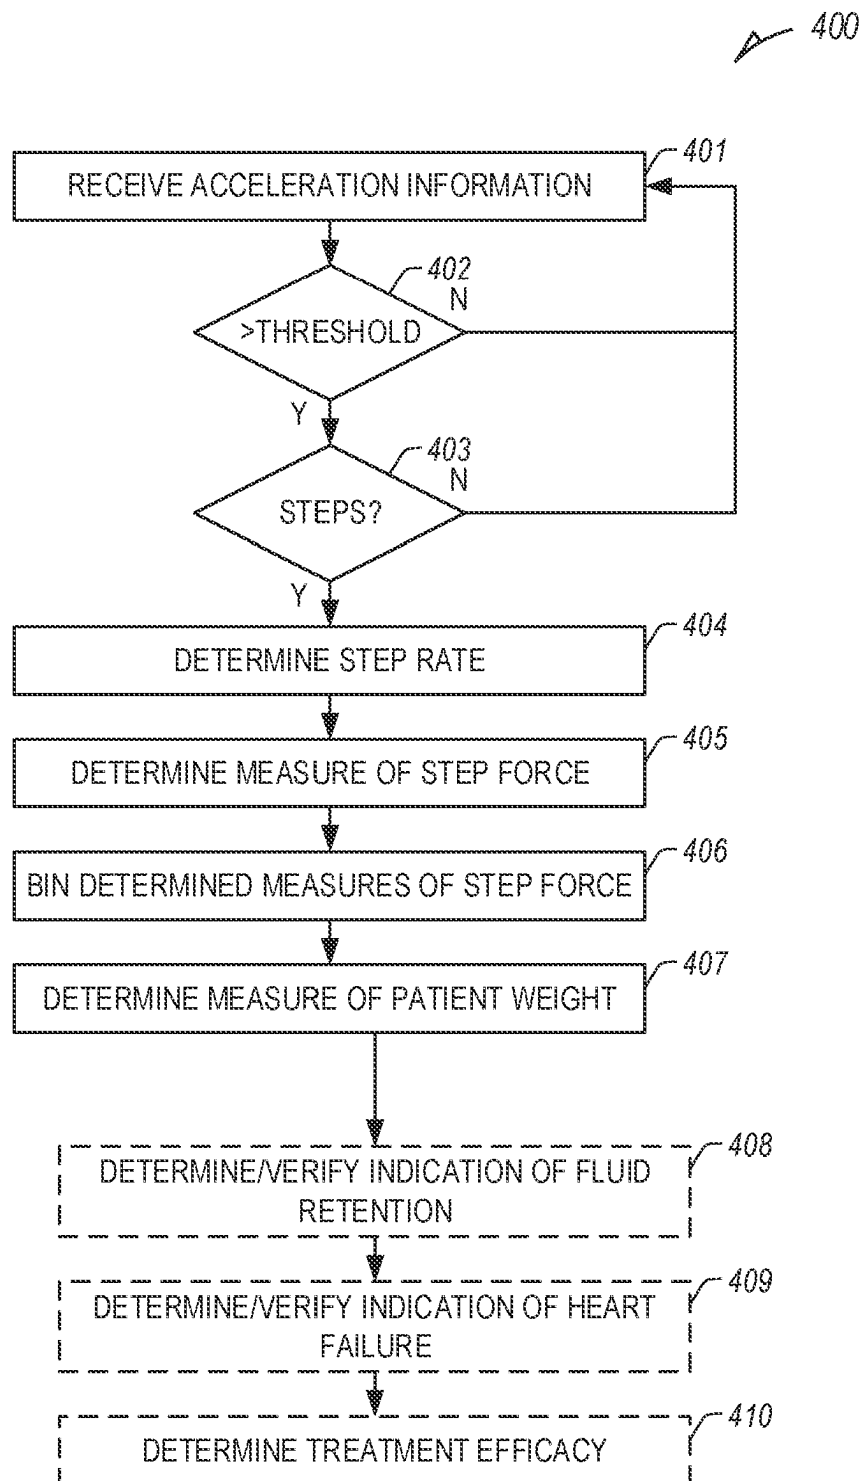 400
401
RECEIVE ACCELERATION INFORMATION
402
N
>THRESHOLD
Y
403
N
STEPS?
Y
404
DETERMINE STEP RATE
405
DETERMINE MEASURE OF STEP FORCE
406
BIN DETERMINED MEASURES OF STEP FORCE
407
DETERMINE MEASURE OF PATIENT WEIGHT
408
DETERMINE/VERIFY INDICATION OF FLUID
RETENTION
409
DETERMINE/VERIFY INDICATION OF HEART
FAILURE
410
DETERMINE TREATMENT EFFICACY